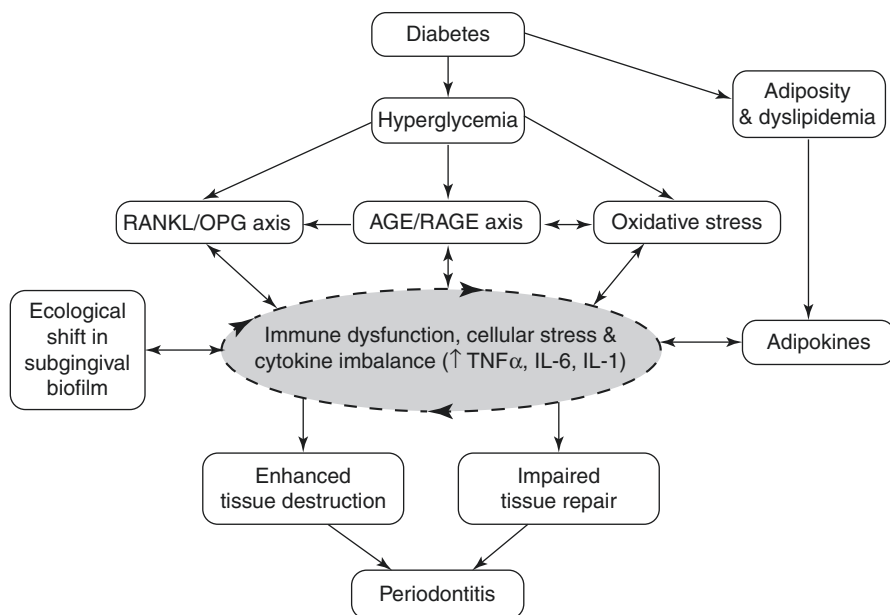 Diabetes
Adiposity
& dyslipidemia
Hyperglycemia
RANKL/OPG axis
AGE/RAGE axis
Oxidative stress
Ecological
shift in
subgingival
biofilm
Immune dysfunction, cellular stress &
cytokine imbalance (↑ TNFα, IL-6, IL-1)
Adipokines
Enhanced
tissue destruction
Impaired
tissue repair
Periodontitis